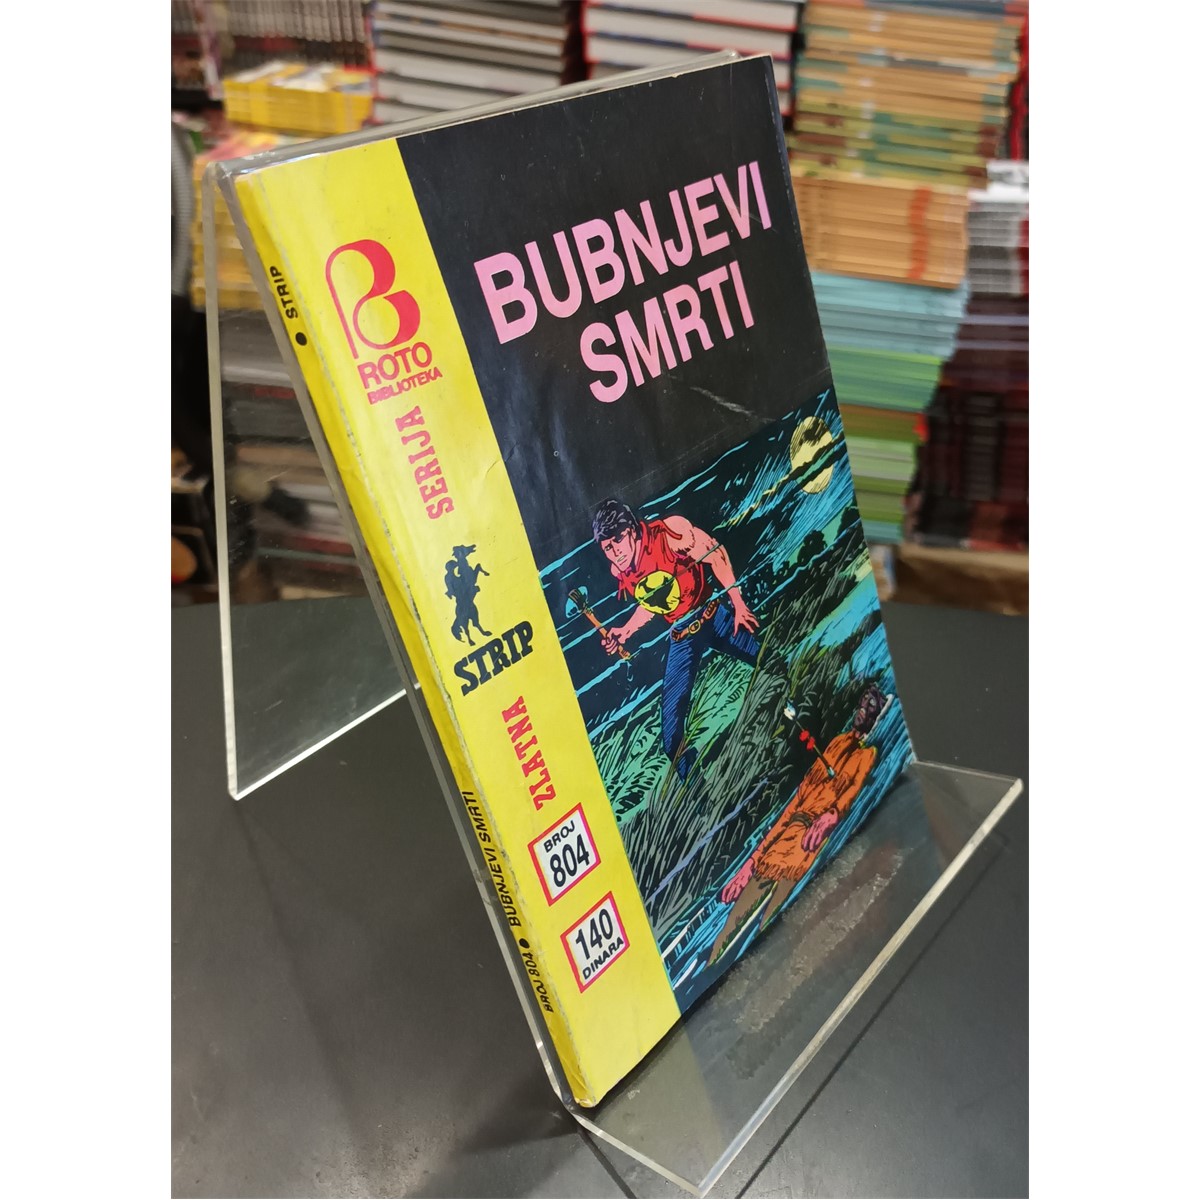 BUBNJEVI
SMRTI
ROTO
BIBLIOTEKA
SERIJA
STRIP
ZLATNA
BROJ
804
140
DINARA
● STRIP
BROJ 804 ● BUBNJEVI SMRTI